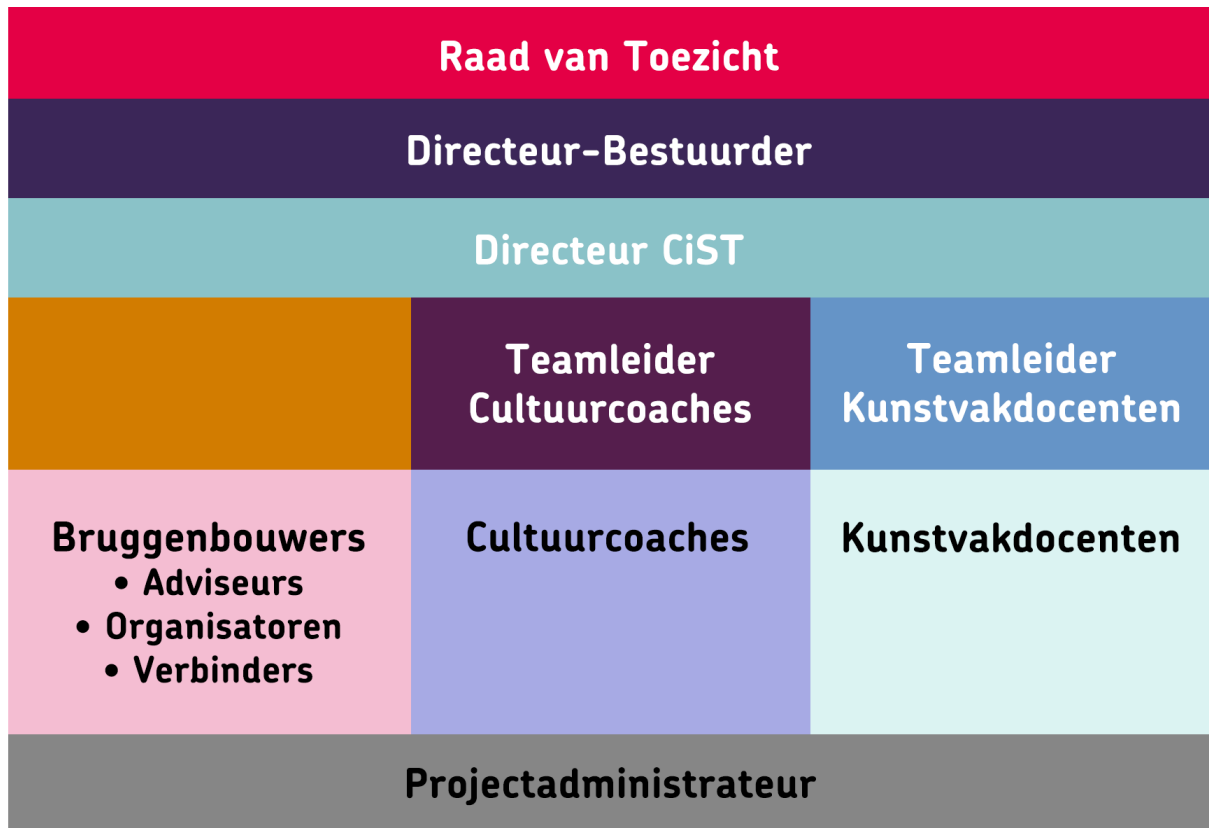 Raad van Toezicht
Directeur-Bestuurder
Directeur CiST
Teamleider
Cultuurcoaches
Teamleider
Kunstvakdocenten
Bruggenbouwers
• Adviseurs
• Organisatoren
• Verbinders
Cultuurcoaches
Kunstvakdocenten
Projectadministrateur